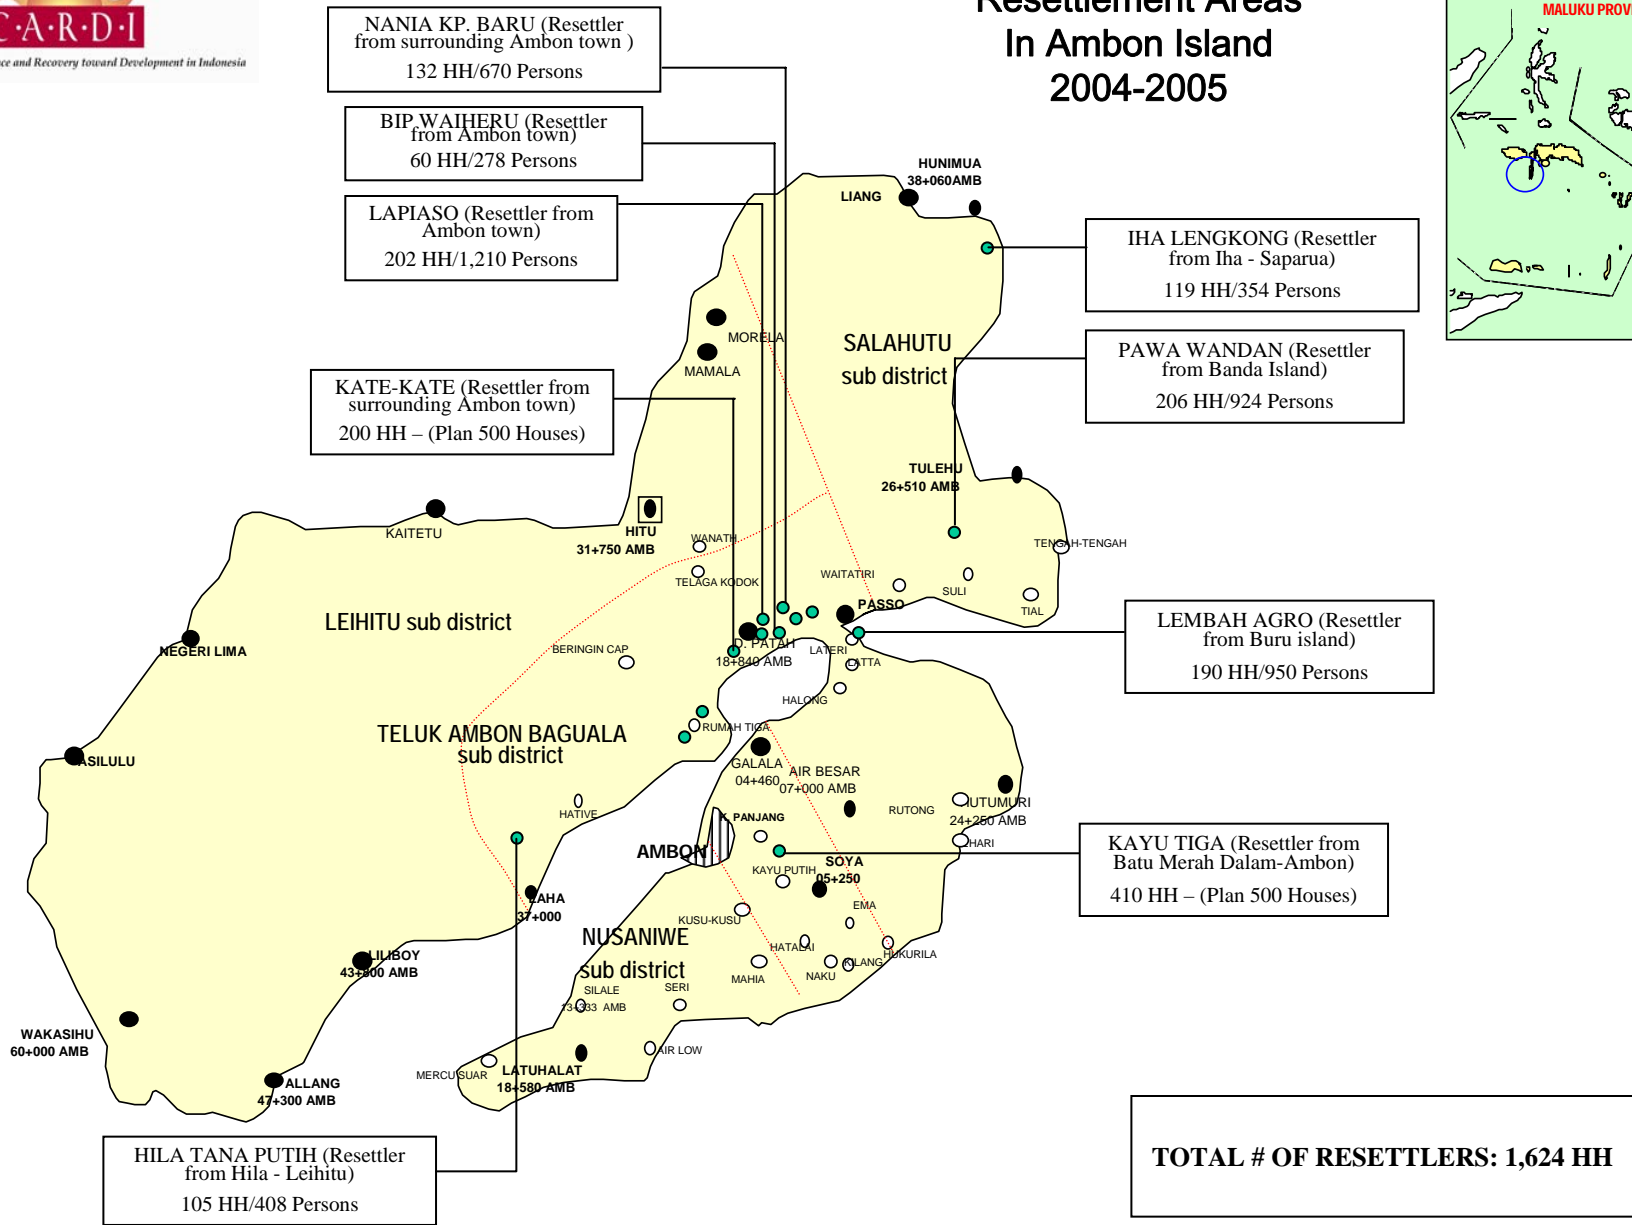 C·A·R·D·I
ce and Recovery toward Development in Indonesia
Resettlement Areas
In Ambon Island
2004-2005
MALUKU PROVI
NANIA KP. BARU (Resettler
from surrounding Ambon town )
132 HH/670 Persons
BIP WAIHERU (Resettler
from Ambon town)
60 HH/278 Persons
LAPIASO (Resettler from
Ambon town)
202 HH/1,210 Persons
KATE-KATE (Resettler from
surrounding Ambon town)
200 HH – (Plan 500 Houses)
IHA LENGKONG (Resettler
from Iha - Saparua)
119 HH/354 Persons
PAWA WANDAN (Resettler
from Banda Island)
206 HH/924 Persons
LEMBAH AGRO (Resettler
from Buru island)
190 HH/950 Persons
KAYU TIGA (Resettler from
Batu Merah Dalam-Ambon)
410 HH – (Plan 500 Houses)
HILA TANA PUTIH (Resettler
from Hila - Leihitu)
105 HH/408 Persons
TOTAL # OF RESETTLERS: 1,624 HH
HUNIMUA
38+060AMB
LIANG
MORELA
MAMALA
SALAHUTU
sub district
TULEHU
26+510 AMB
KAITETU
HITU
31+750 AMB
WANATH
TELAGA KODOK
WAITATIRI
TENGAH-TENGAH
SULI
TIAL
PASSO
LEIHITU sub district
NEGERI LIMA
BERINGIN CAP
D. PATAH
18+840 AMB
LATERI
LATTA
HALONG
TELUK AMBON BAGUALA
sub district
RUMAH TIGA
ASILULU
GALALA
04+460
AIR BESAR
07+000 AMB
HATIVE
RUTONG
HUTUMURI
24+250 AMB
K. PANJANG
AMBON
KAYU PUTIH
SOYA
05+250
LAHA
37+000
EMA
KUSU-KUSU
NUSANIWE
sub district
HATALAI
HUKURILA
LILIBOY
43+800 AMB
MAHIA
NAKU
KILANG
SILALE
13+333 AMB
SERI
WAKASIHU
60+000 AMB
AIR LOW
MERCU SUAR
LATUHALAT
18+580 AMB
ALLANG
47+300 AMB